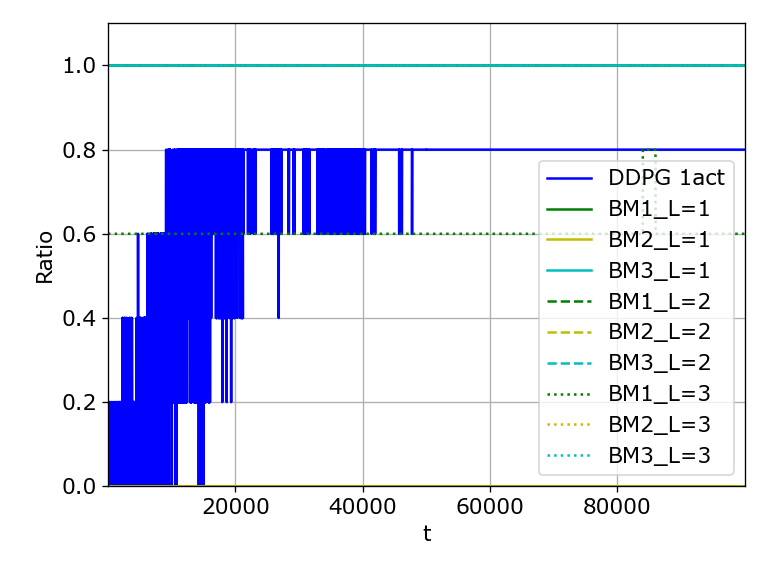 1.0
0.8
0.6
0.4
0.2
0.0
Ratio
20000 40000 60000 80000
t
DDPG 1act
BM1_L=1
BM2_L=1
BM3_L=1
BM1_L=2
BM2_L=2
BM3_L=2
BM1_L=3
BM2_L=3
BM3_L=3